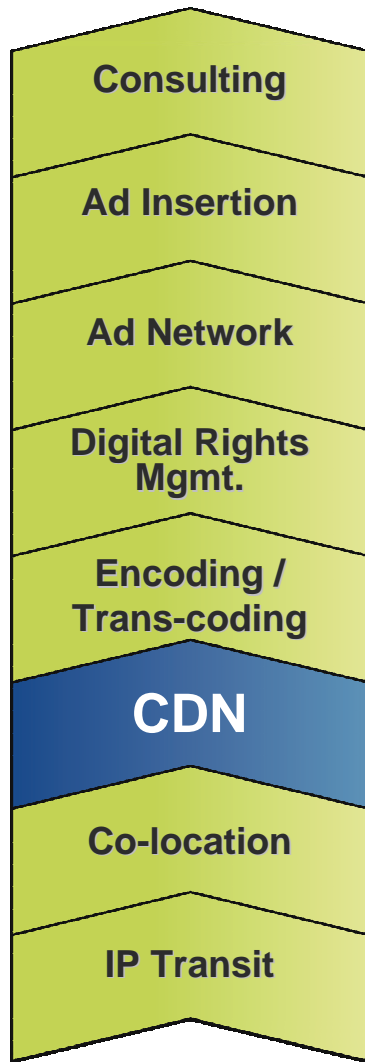 Consulting
Ad Insertion
Ad Network
Digital Rights
Mgmt.
Encoding /
Trans-coding
CDN
Co-location
IP Transit